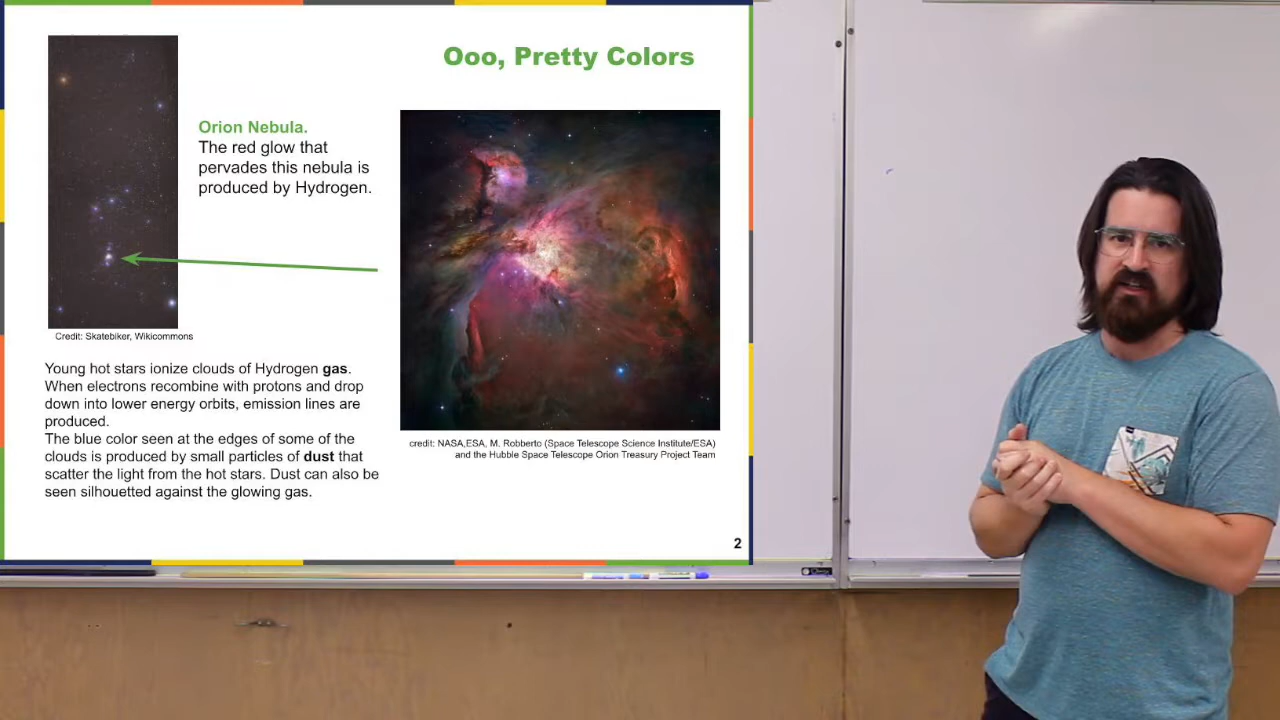 Ooo, Pretty Colors
Orion Nebula.
The red glow that
pervades this nebula is
produced by Hydrogen.
Credit: Skatebiker, Wikicommons
Young hot stars ionize clouds of Hydrogen gas.
When electrons recombine with protons and drop
down into lower energy orbits, emission lines are
produced.
The blue color seen at the edges of some of the
clouds is produced by small particles of dust that
scatter the light from the hot stars. Dust can also be
seen silhouetted against the glowing gas.
credit: NASA,ESA, M. Robberto (Space Telescope Science Institute/ESA)
and the Hubble Space Telescope Orion Treasury Project Team
2